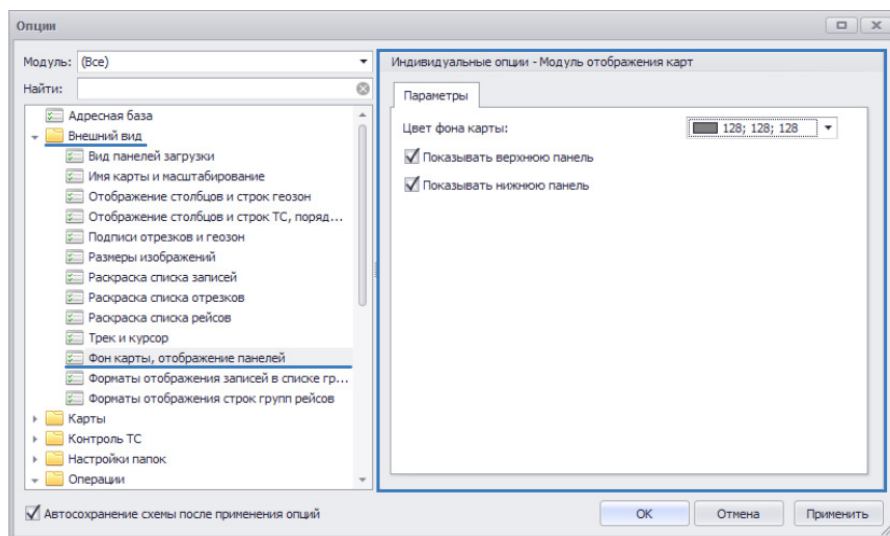 Опции
Модуль: (Все)
Найти:
Адресная база
Внешний вид
Вид панелей загрузки
Имя карты и масштабирование
Отображение столбцов и строк геозон
Отображение столбцов и строк ТС, поряд...
Подписи отрезков и геозон
Размеры изображений
Раскраска списка записей
Раскраска списка отрезков
Раскраска списка рейсов
Трек и курсор
Фон карты, отображение панелей
Форматы отображения записей в списке гр...
Форматы отображения строк групп рейсов
Карты
Контроль ТС
Настройки папок
Операции
Индивидуальные опции - Модуль отображения карт
Параметры
Цвет фона карты: 128; 128; 128
Показывать верхнюю панель
Показывать нижнюю панель
Автосохранение схемы после применения опций
ОК Отмена Применить